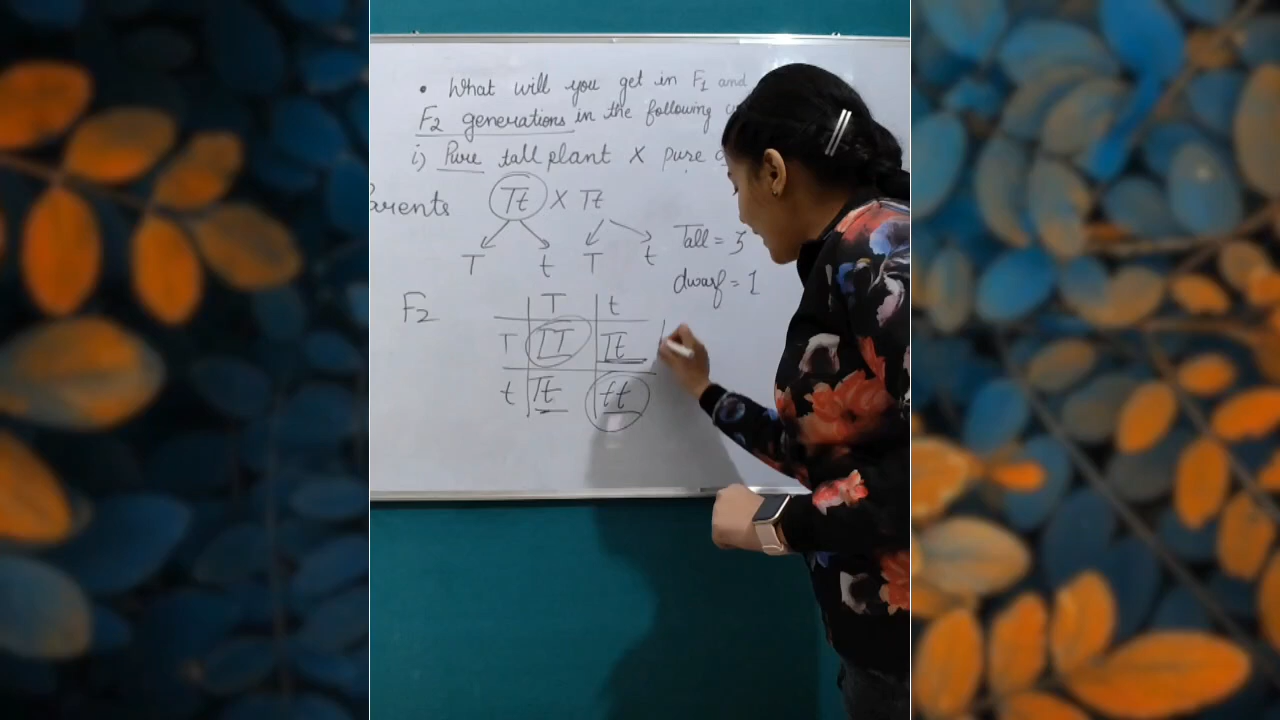 • What will you get in F1 and
F2 generations in the following
i) Pure tall plant X pure
Parents Tt X Tt
T t T t
Tall = 3
dwarf = 1
F2
T t
T TT Tt
t Tt tt